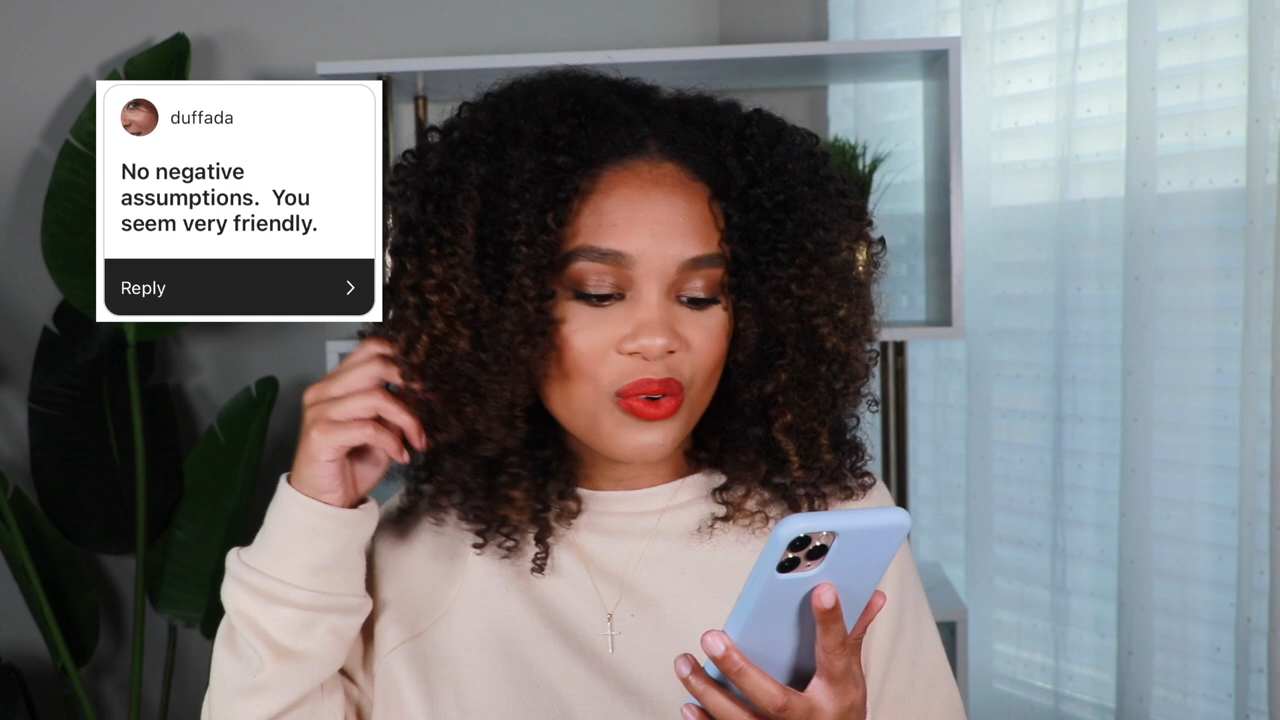 duffada
No negative
assumptions.  You
seem very friendly.
Reply